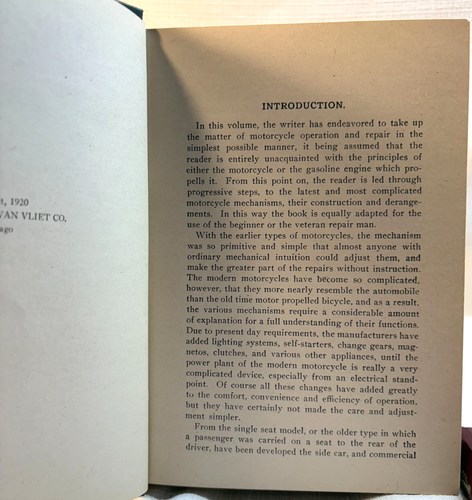 t, 1920
VAN VLIET CO.
ago
INTRODUCTION.
In this volume, the writer has endeavored to take up
the matter of motorcycle operation and repair in the
simplest possible manner, it being assumed that the
reader is entirely unacquainted with the principles of
either the motorcycle or the gasoline engine which pro-
pels it. From this point on, the reader is led through
progressive steps, to the latest and most complicated
motorcycle mechanisms, their construction and derange-
ments. In this way the book is equally adapted for the
use of the beginner or the veteran repair man.
With the earlier types of motorcycles, the mechanism
was so primitive and simple that almost anyone with
ordinary mechanical intuition could adjust them, and
make the greater part of the repairs without instruction.
The modern motorcycles have become so complicated,
however, that they more nearly resemble the automobile
than the old time motor propelled bicycle, and as a result,
the various mechanisms require a considerable amount
of explanation for a full understanding of their functions.
Due to present day requirements, the manufacturers have
added lighting systems, self-starters, change gears, mag-
netos, clutches, and various other appliances, until the
power plant of the modern motorcycle is really a very
complicated device, especially from an electrical stand-
point. Of course all these changes have added greatly
to the comfort, convenience and efficiency of operation,
but they have certainly not made the care and adjust-
ment simpler.
From the single seat model, or the older type in which
a passenger was carried on a seat to the rear of the
driver, have been developed the side car, and commercial